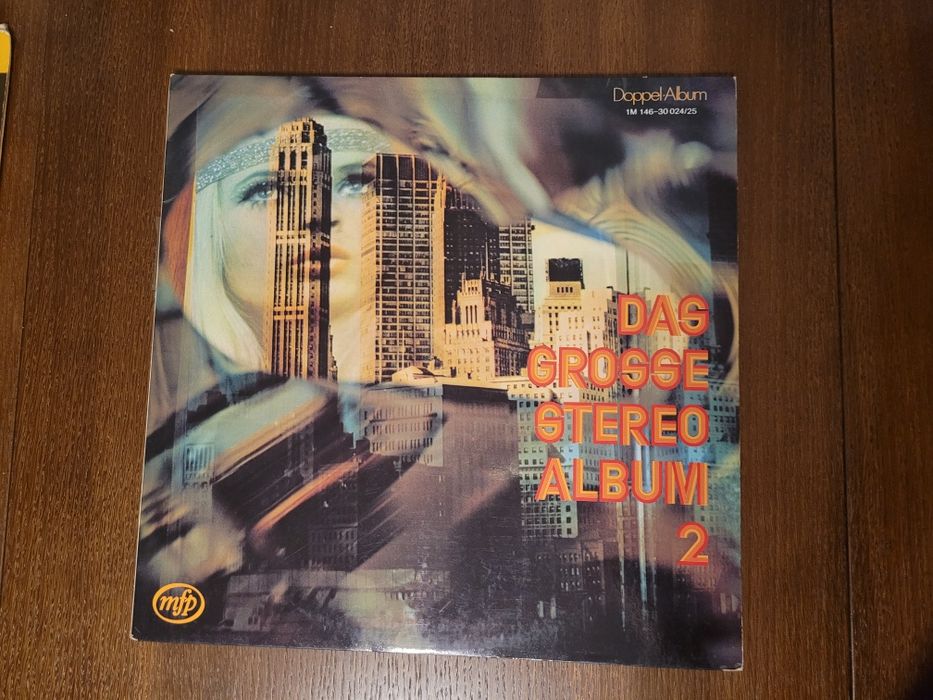 Doppel-Album
1M 146-30 024/25
DAS
GROSSE
STEREO
ALBUM
2
mfp